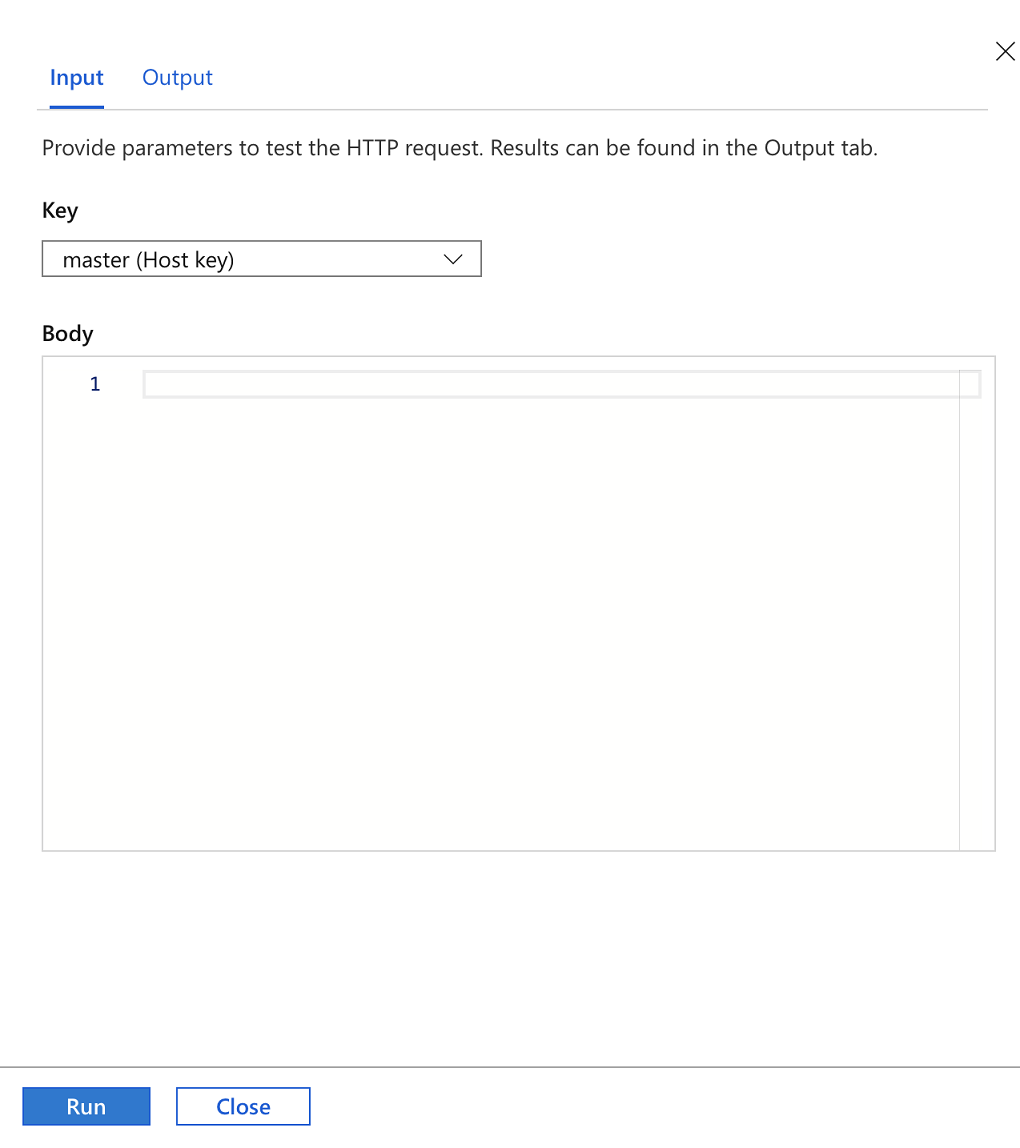 Input Output
Provide parameters to test the HTTP request. Results can be found in the Output tab.
Key
master (Host key)
Body
1
Run Close